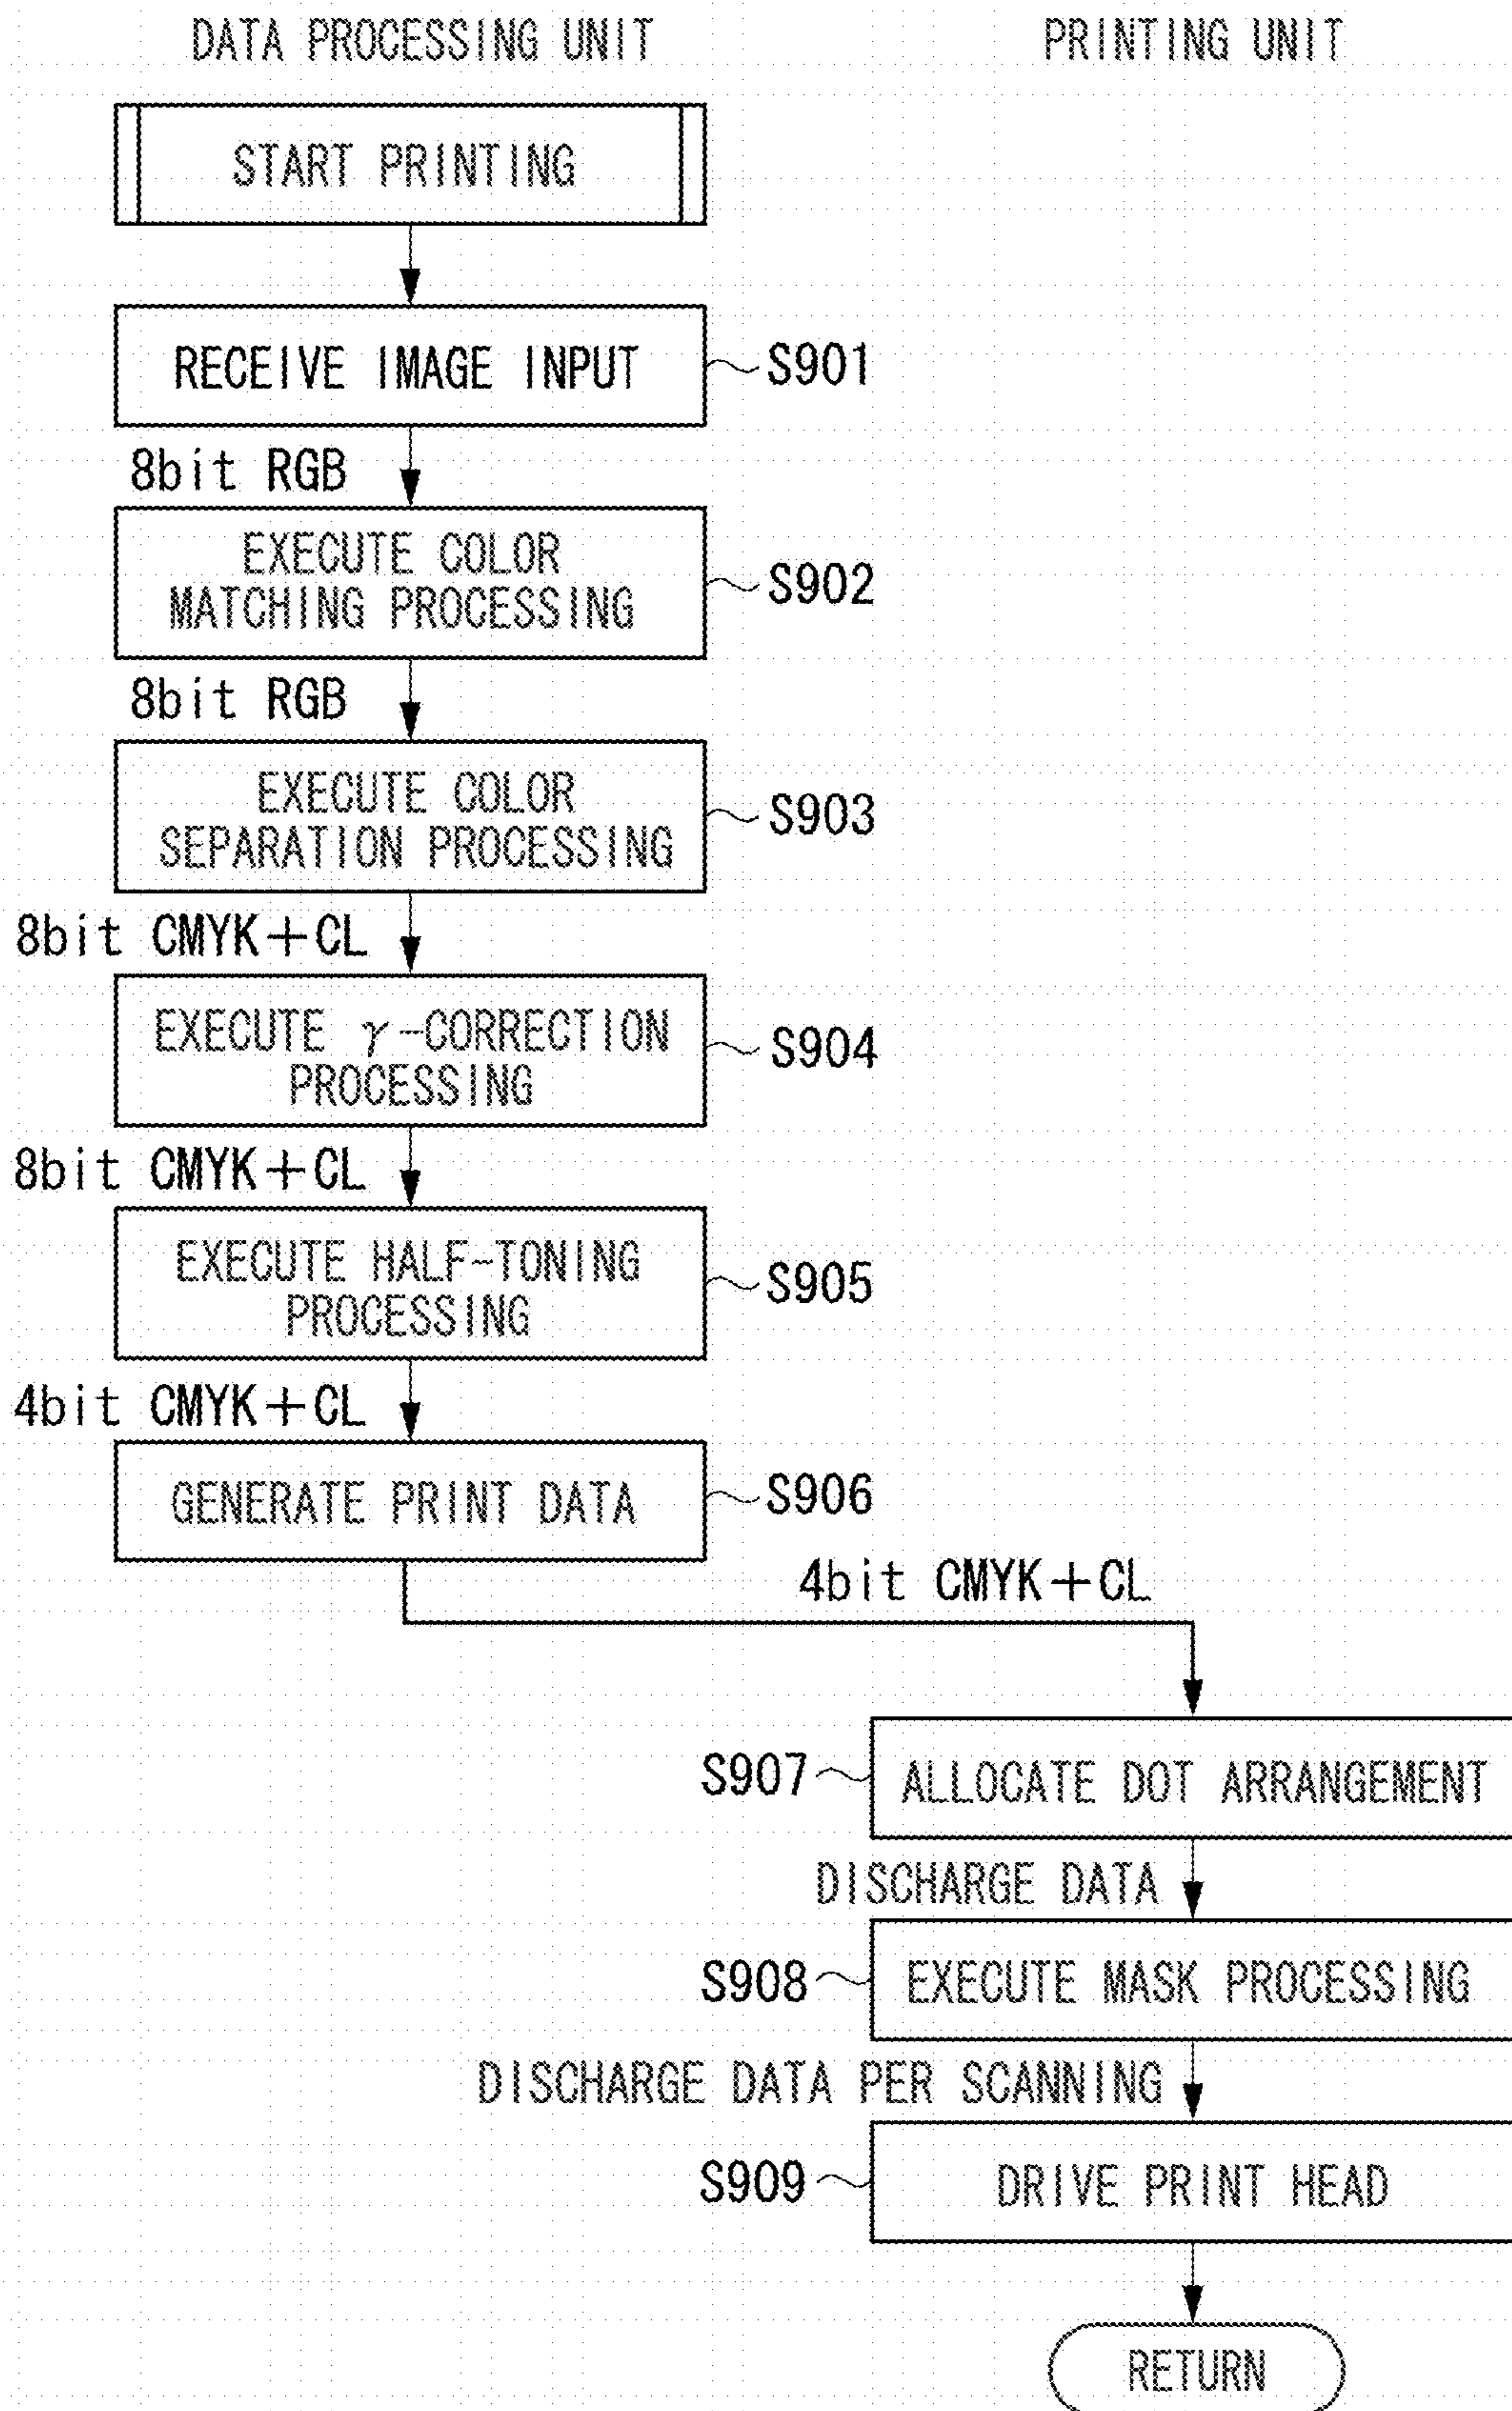 DATA PROCESSING UNIT
PRINTING UNIT
START PRINTING
RECEIVE IMAGE INPUT
S901
8bit RGB
EXECUTE COLOR
MATCHING PROCESSING
S902
8bit RGB
EXECUTE COLOR
SEPARATION PROCESSING
S903
8bit CMYK+CL
EXECUTE γ-CORRECTION
PROCESSING
S904
8bit CMYK+CL
EXECUTE HALF-TONING
PROCESSING
S905
4bit CMYK+CL
GENERATE PRINT DATA
S906
4bit CMYK+CL
S907
ALLOCATE DOT ARRANGEMENT
DISCHARGE DATA
S908
EXECUTE MASK PROCESSING
DISCHARGE DATA PER SCANNING
S909
DRIVE PRINT HEAD
RETURN